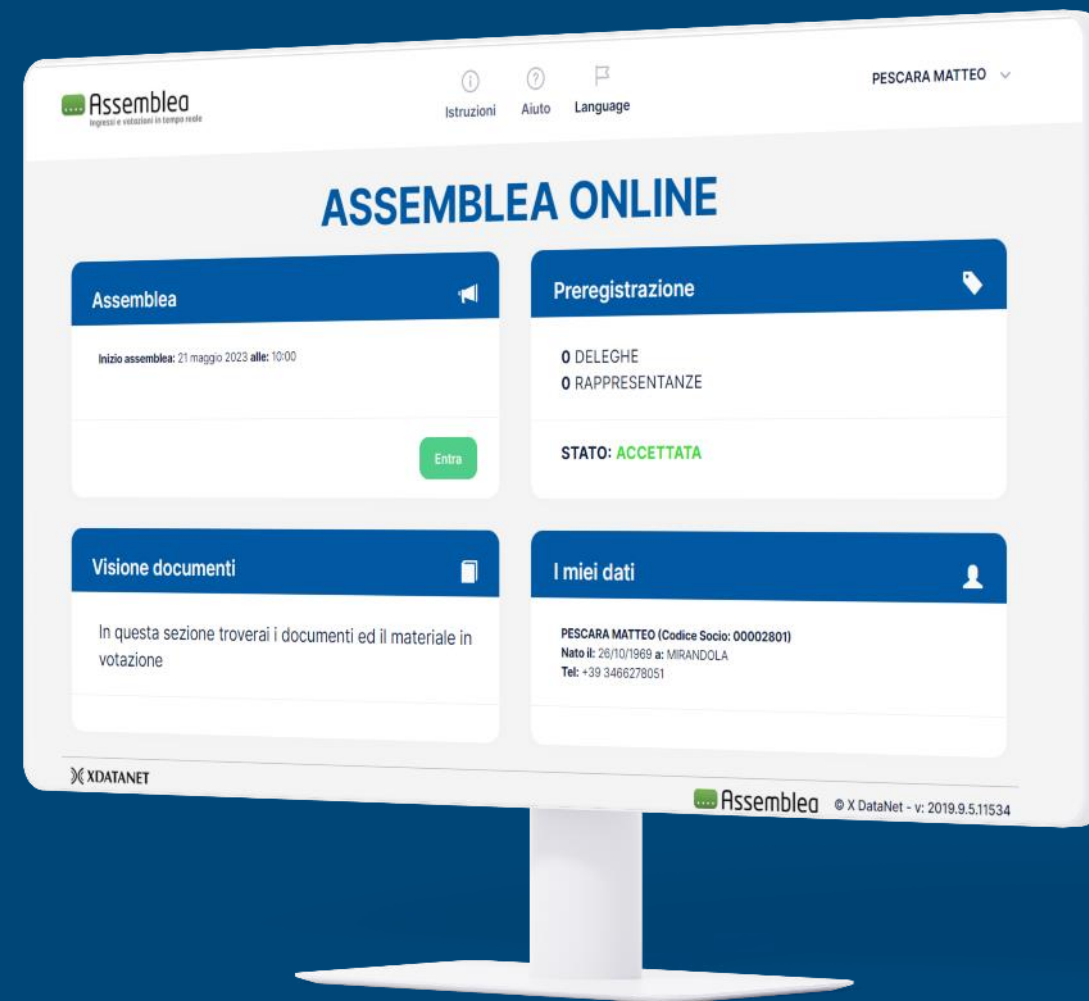 Assemblea
Ingressi e votazioni in tempo reale
Istruzioni
Aiuto
Language
PESCARA MATTEO
ASSEMBLEA ONLINE
Assemblea
Inizio assemblea: 21 maggio 2023 alle: 10:00
Entra
Preregistrazione
0 DELEGHE
0 RAPPRESENTANZE
STATO: ACCETTATA
Visione documenti
In questa sezione troverai i documenti ed il materiale in
votazione
I miei dati
PESCARA MATTEO (Codice Socio: 00002801)
Nato il: 26/10/1969 a: MIRANDOLA
Tel: +39 3466278051
XDATANET
Assemblea © X DataNet - v: 2019.9.5.11534